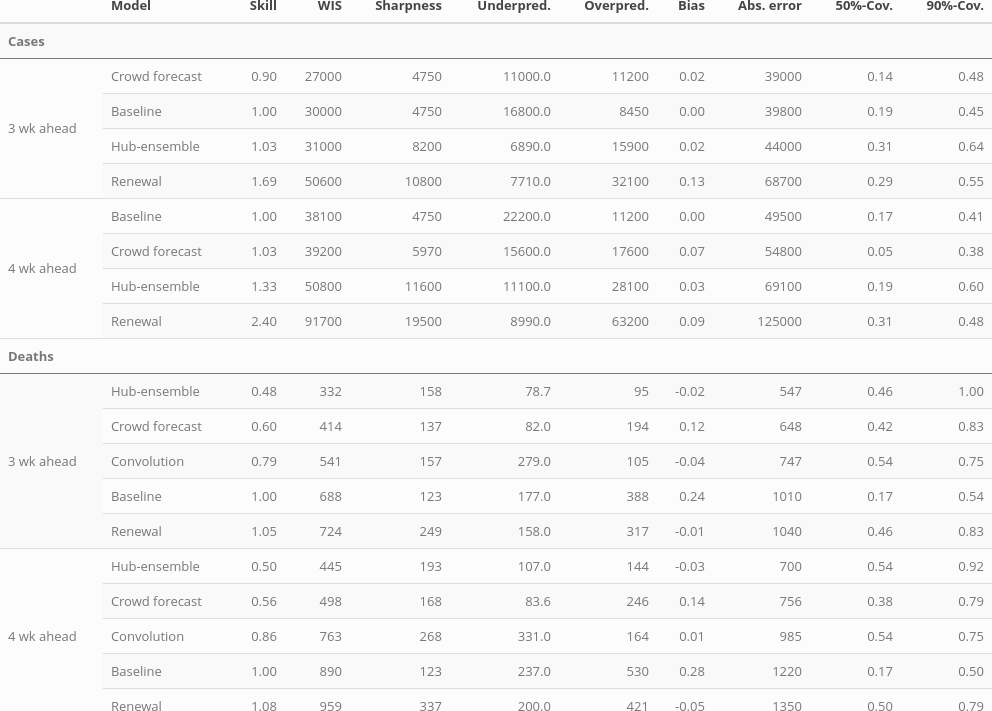 Model Skill WIS Sharpness Underpred. Overpred. Bias Abs. error 50%-Cov. 90%-Cov.
Cases
3 wk ahead
Crowd forecast 0.90 27000 4750 11000.0 11200 0.02 39000 0.14 0.48
Baseline 1.00 30000 4750 16800.0 8450 0.00 39800 0.19 0.45
Hub-ensemble 1.03 31000 8200 6890.0 15900 0.02 44000 0.31 0.64
Renewal 1.69 50600 10800 7710.0 32100 0.13 68700 0.29 0.55
4 wk ahead
Baseline 1.00 38100 4750 22200.0 11200 0.00 49500 0.17 0.41
Crowd forecast 1.03 39200 5970 15600.0 17600 0.07 54800 0.05 0.38
Hub-ensemble 1.33 50800 11600 11100.0 28100 0.03 69100 0.19 0.60
Renewal 2.40 91700 19500 8990.0 63200 0.09 125000 0.31 0.48
Deaths
3 wk ahead
Hub-ensemble 0.48 332 158 78.7 95 -0.02 547 0.46 1.00
Crowd forecast 0.60 414 137 82.0 194 0.12 648 0.42 0.83
Convolution 0.79 541 157 279.0 105 -0.04 747 0.54 0.75
Baseline 1.00 688 123 177.0 388 0.24 1010 0.17 0.54
Renewal 1.05 724 249 158.0 317 -0.01 1040 0.46 0.83
4 wk ahead
Hub-ensemble 0.50 445 193 107.0 144 -0.03 700 0.54 0.92
Crowd forecast 0.56 498 168 83.6 246 0.14 756 0.38 0.79
Convolution 0.86 763 268 331.0 164 0.01 985 0.54 0.75
Baseline 1.00 890 123 237.0 530 0.28 1220 0.17 0.50
Renewal 1.08 959 337 200.0 421 -0.05 1350 0.50 0.79